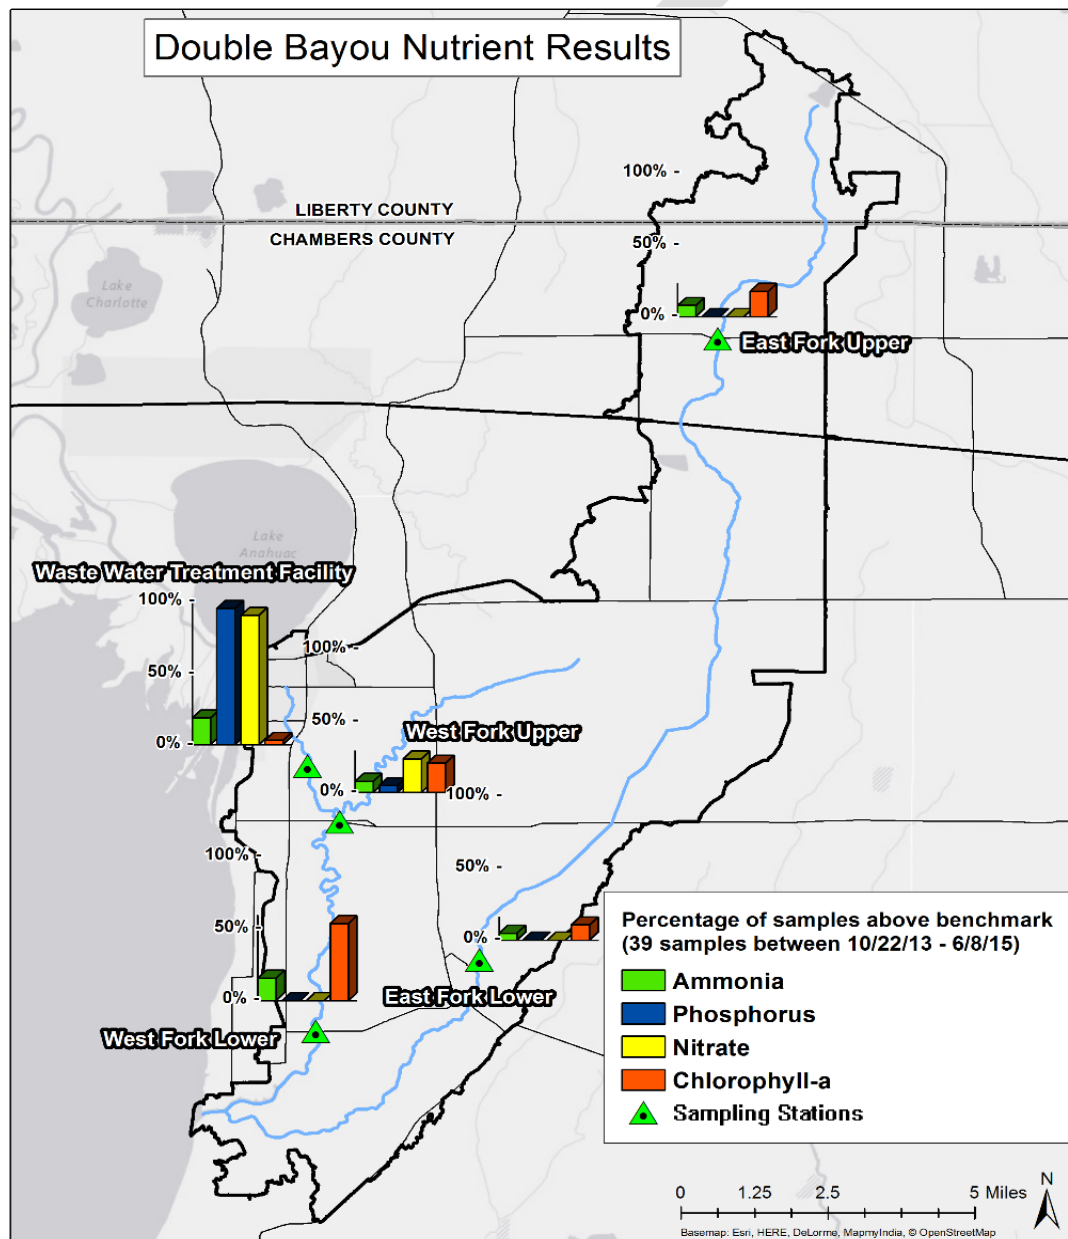 Double Bayou Nutrient Results
100% -
LIBERTY COUNTY
CHAMBERS COUNTY
50% -
Lake
Charlotte
0% -
East Fork Upper
Lake
Anahuac
Waste Water Treatment Facility
100% -
50% -
0% -
100% -
50% -
0% -
West Fork Upper
100% -
50% -
0% -
East Fork Lower
100% -
50% -
0% -
West Fork Lower
Percentage of samples above benchmark
(39 samples between 10/22/13 - 6/8/15)
Ammonia
Phosphorus
Nitrate
Chlorophyll-a
Sampling Stations
0 1.25 2.5 5 Miles
N
Basemap: Esri, HERE, DeLorme, MapmyIndia, © OpenStreetMap